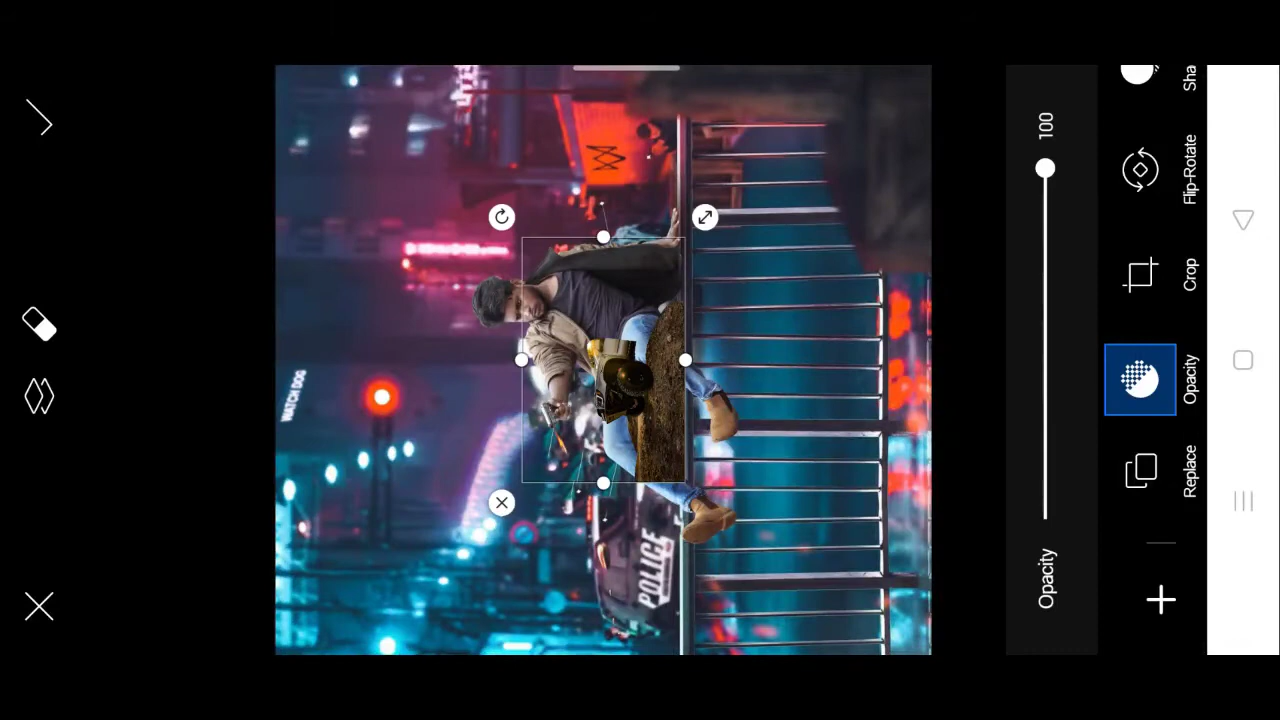 WATCH DOG
POLICE
Opacity
100
Replace
Opacity
Crop
Flip-Rotate
Sha